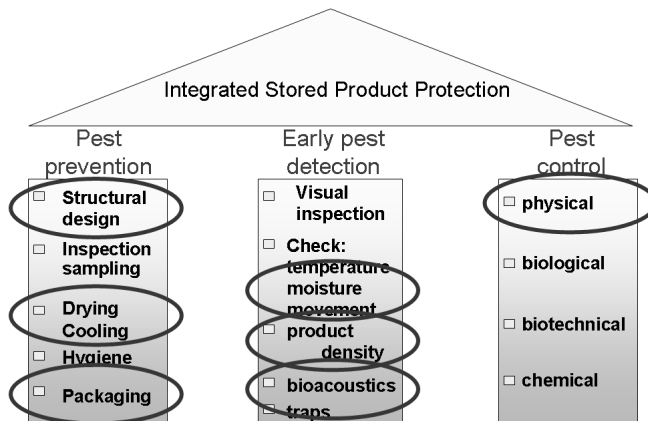 Integrated Stored Product Protection
Pest
prevention
Structural
design
Inspection
sampling
Drying
Cooling
Hygiene
Packaging
Early pest
detection
Visual
inspection
Check:
temperature
moisture
movement
product
density
bioacoustics
traps
Pest
control
physical
biological
biotechnical
chemical